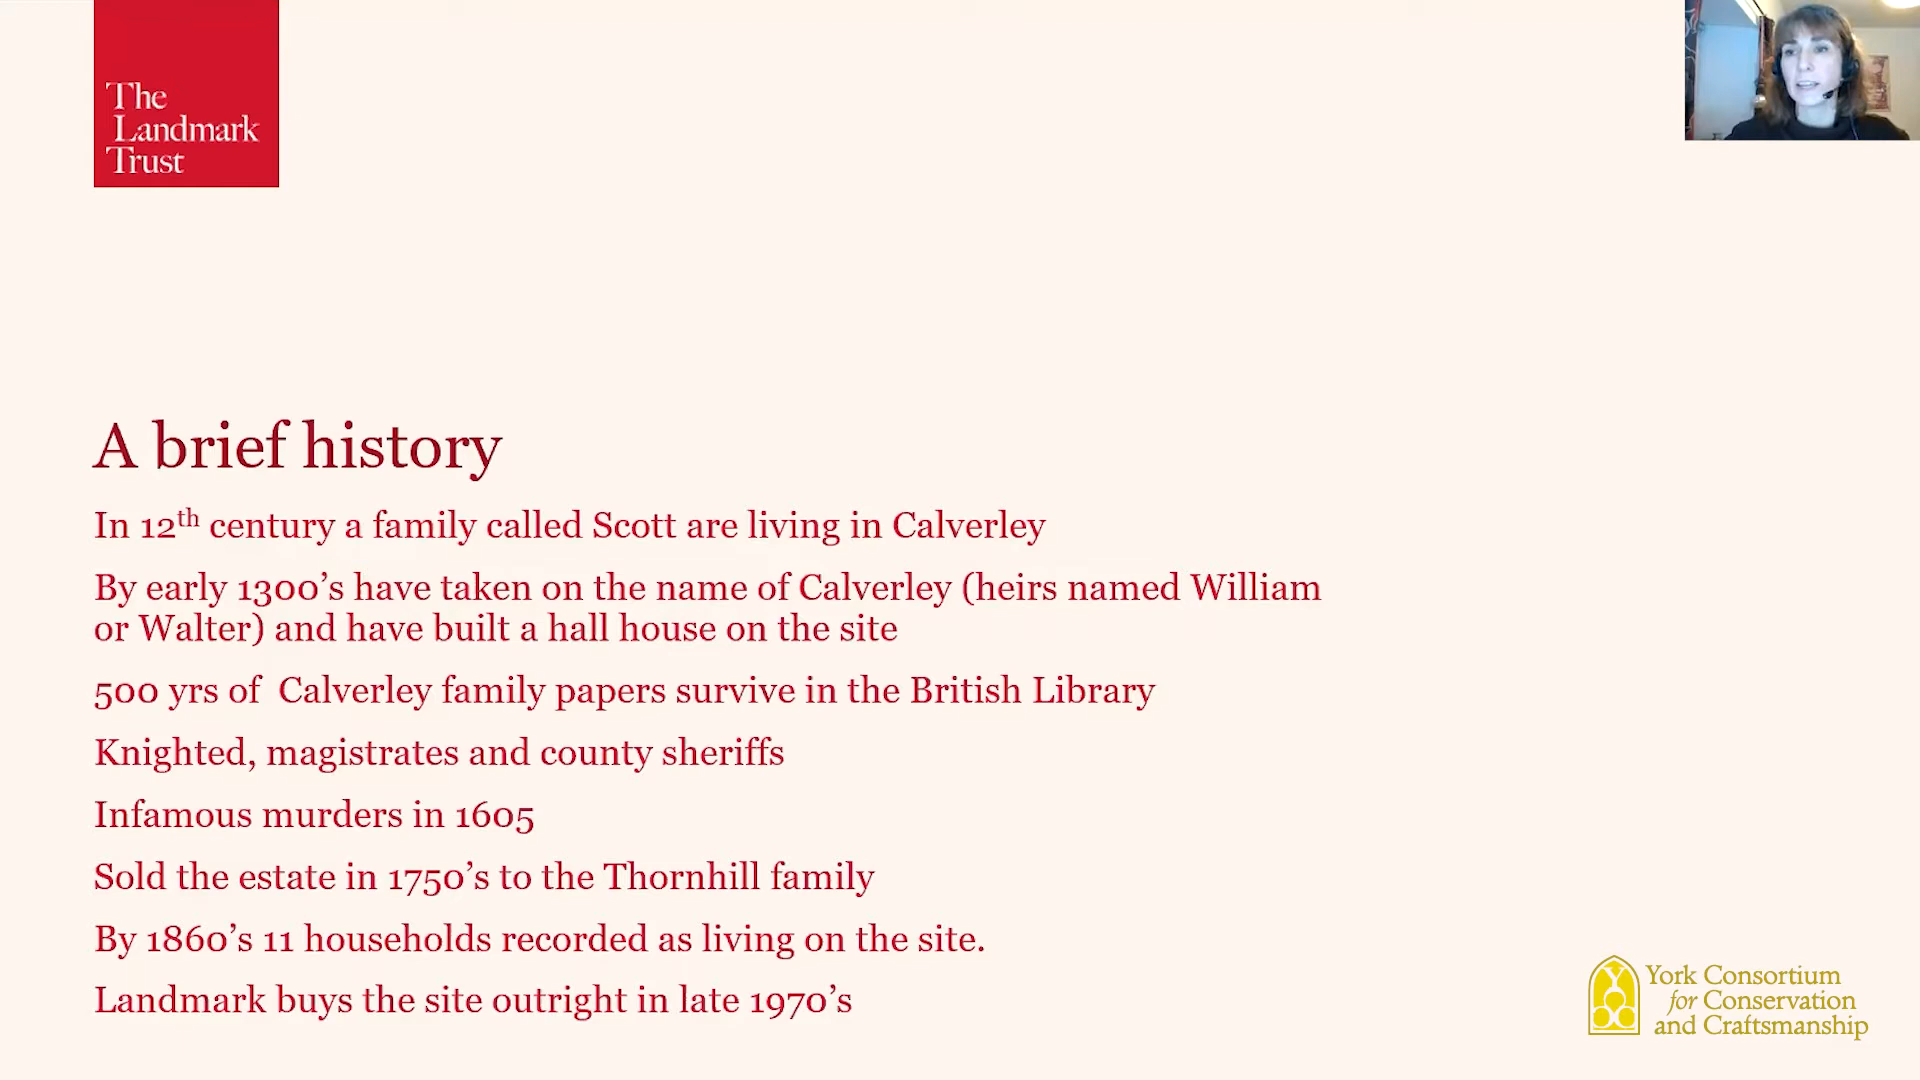 The
Landmark
Trust
A brief history
In 12th century a family called Scott are living in Calverley
By early 1300’s have taken on the name of Calverley (heirs named William
or Walter) and have built a hall house on the site
500 yrs of  Calverley family papers survive in the British Library
Knighted, magistrates and county sheriffs
Infamous murders in 1605
Sold the estate in 1750’s to the Thornhill family
By 1860’s 11 households recorded as living on the site.
Landmark buys the site outright in late 1970’s
York Consortium
for Conservation
and Craftsmanship